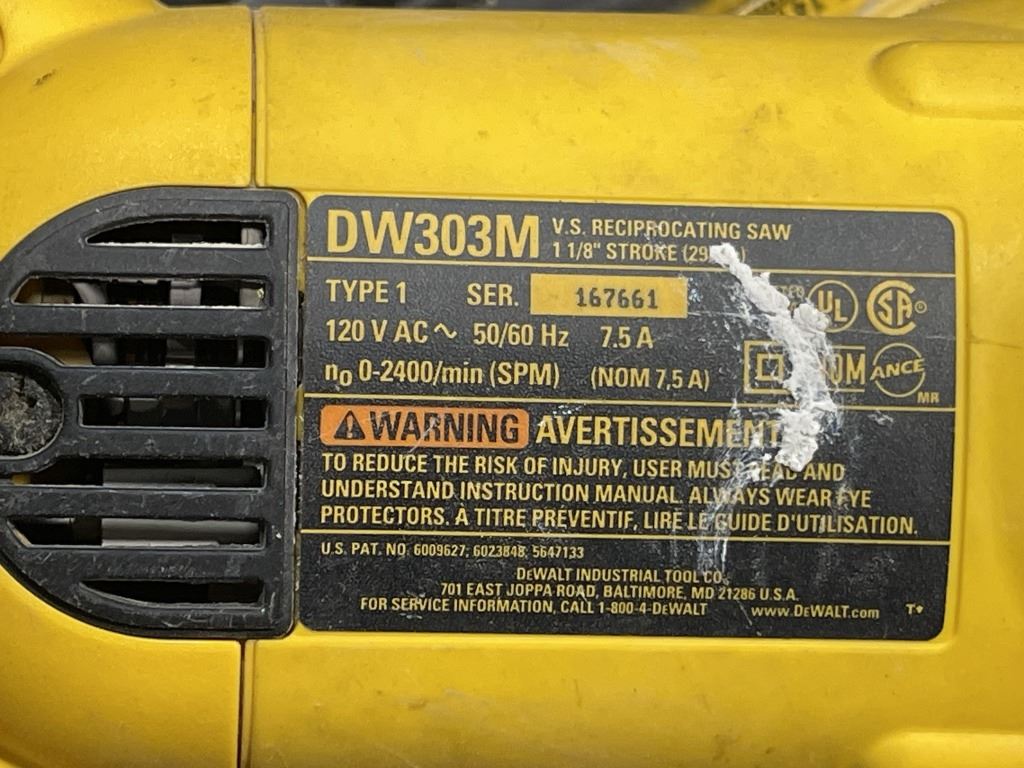 DW303M V.S. RECIPROCATING SAW
1 1/8" STROKE (29
TYPE 1 SER. 167661
120 V AC ~ 50/60 Hz 7.5 A
UL SA®
n₀ 0-2400/min (SPM) (NOM 7,5 A)
ANCE
MR
⚠WARNING AVERTISSEMENT
TO REDUCE THE RISK OF INJURY, USER MUST READ AND
UNDERSTAND INSTRUCTION MANUAL. ALWAYS WEAR EYE
PROTECTORS. À TITRE PRÉVENTIF, LIRE LE GUIDE D'UTILISATION.
U.S. PAT. NO. 6009627; 6023848; 5647133
DEWALT INDUSTRIAL TOOL CO.
701 EAST JOPPA ROAD, BALTIMORE, MD 21286 U.S.A.
FOR SERVICE INFORMATION, CALL 1-800-4-DEWALT www.DEWALT.com